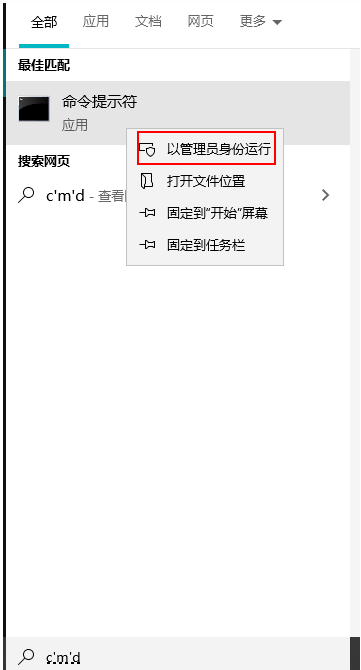 全部 应用 文档 网页 更多
最佳匹配
命令提示符
应用
以管理员身份运行
打开文件位置
固定到"开始"屏幕
固定到任务栏
搜索网页
c'm'd - 查看
c'm'd